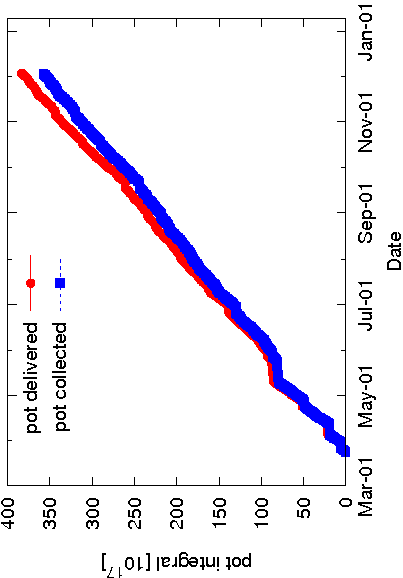 pot delivered
pot collected
400
350
300
250
200
150
100
50
0
pot integral [10^17]
Mar-01
May-01
Jul-01
Sep-01
Nov-01
Jan-01
Date